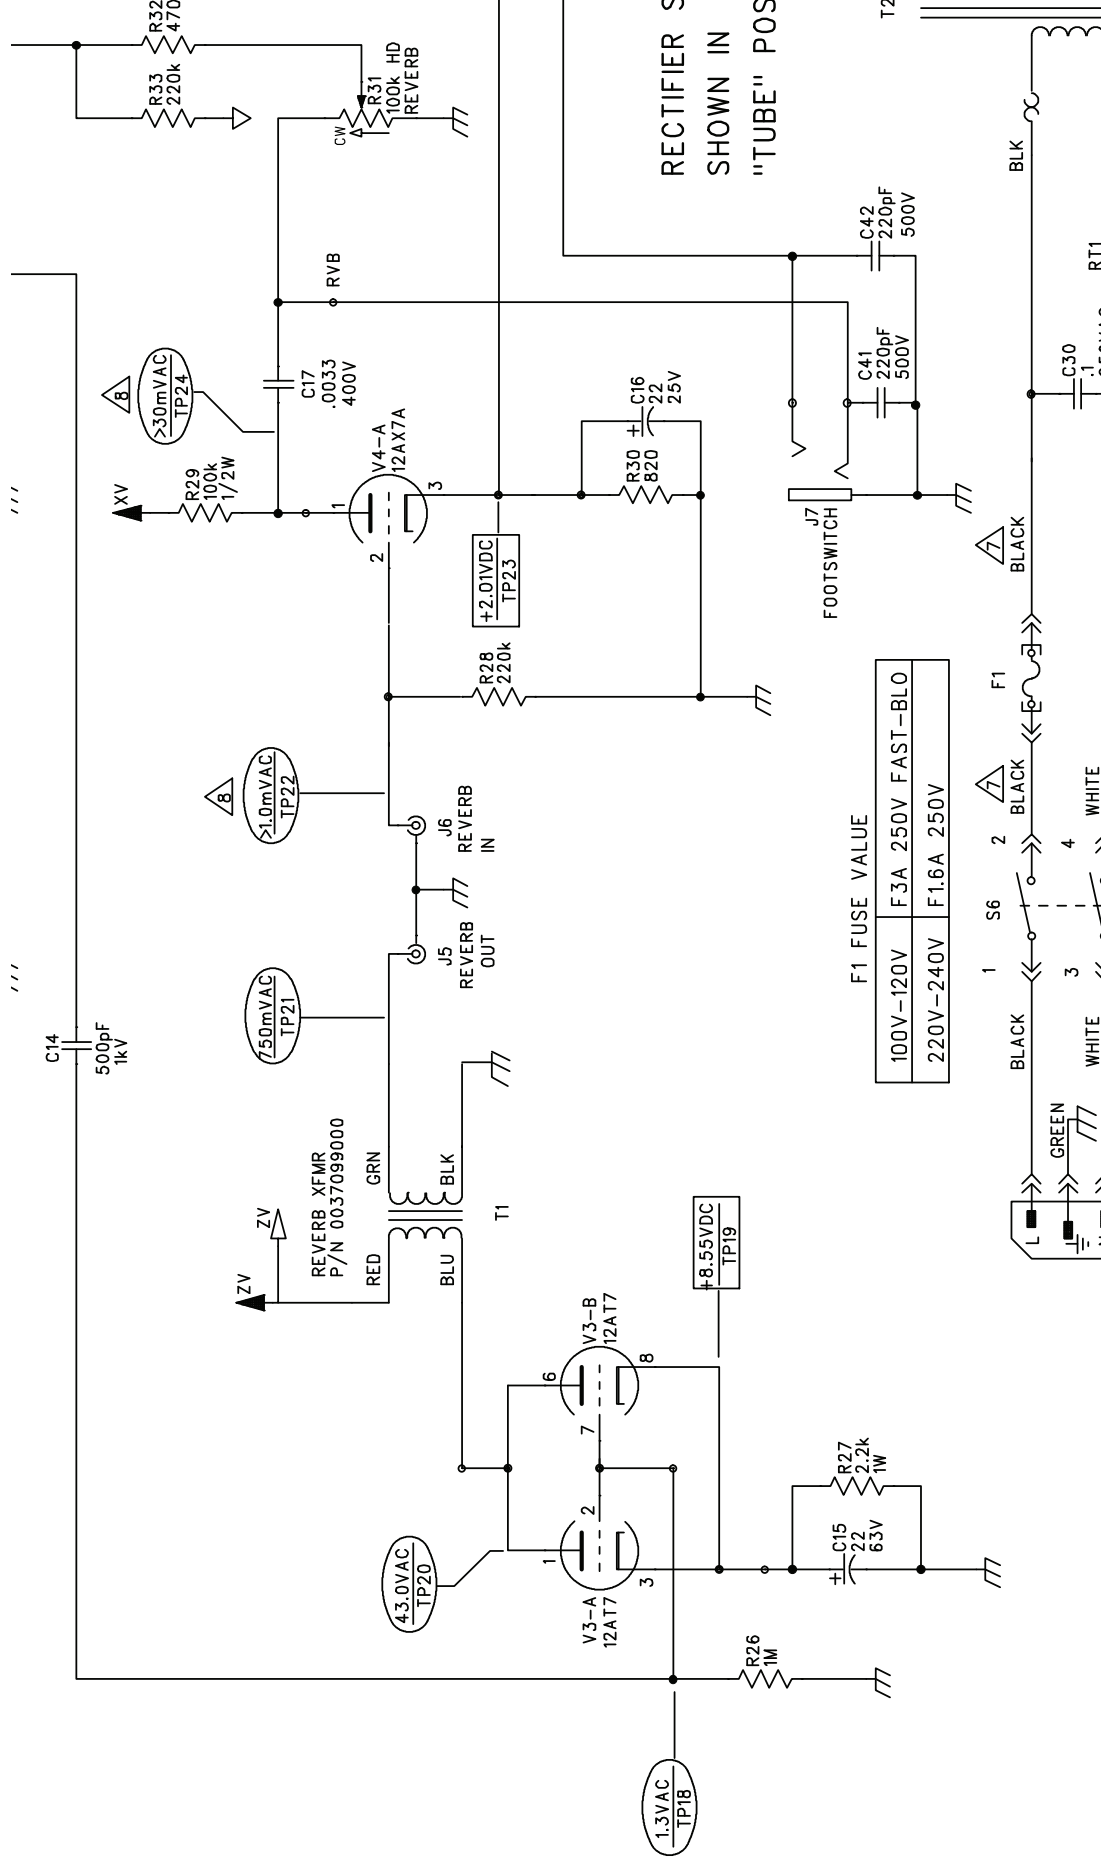 R32
470
R33
220k
R31
100k HD
REVERB
CW
RECTIFIER S
SHOWN IN
"TUBE" POS
T2
BLK
RVB
C42
220pF
500V
C41
220pF
500V
RT1
C30
.1
8
>30mVAC
TP24
C17
.0033
400V
XV
R29
100k
1/2W
V4-A
12AX7A
1
2
3
+2.01VDC
TP23
R30
820
C16
22
25V
+
J7
FOOTSWITCH
7
BLACK
R28
220k
8
>1.0mVAC
TP22
J6
REVERB
IN
J5
REVERB
OUT
750mVAC
TP21
F1
F1 FUSE VALUE
100V-120V F3A 250V FAST-BLO
220V-240V F1.6A 250V
7
BLACK
WHITE
2
4
S6
1
3
BLACK
WHITE
GREEN
L
C14
500pF
1kV
REVERB XFMR
P/N 0037099000
GRN
BLK
RED
BLU
T1
ZV
ZV
+8.55VDC
TP19
V3-B
12AT7
6
7
8
43.0VAC
TP20
V3-A
12AT7
1
2
3
R27
2.2k
1W
C15
22
63V
+
R26
1M
1.3VAC
TP18